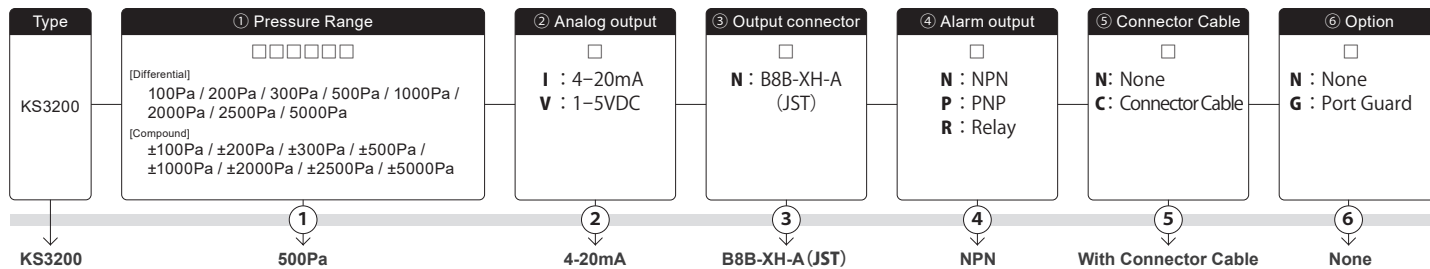 Type
KS3200
① Pressure Range
□□□□□□
[Differential]
100Pa / 200Pa / 300Pa / 500Pa / 1000Pa /
2000Pa / 2500Pa / 5000Pa
[Compound]
±100Pa / ±200Pa / ±300Pa / ±500Pa /
±1000Pa / ±2000Pa / ±2500Pa / ±5000Pa
② Analog output
□
I : 4−20mA
V : 1−5VDC
③ Output connector
□
N : B8B-XH-A
(JST)
④ Alarm output
□
N : NPN
P : PNP
R : Relay
⑤ Connector Cable
□
N: None
C: Connector Cable
⑥ Option
□
N : None
G : Port Guard
1 2 3 4 5 6
KS3200 500Pa 4-20mA B8B-XH-A (JST) NPN With Connector Cable None